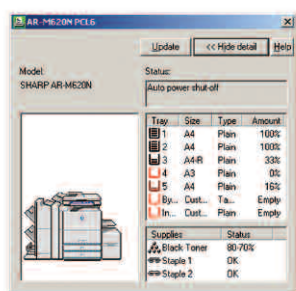 AR-M620N PCL6
Update << Hide detail Help
Model: Status:
SHARP AR-M620N Auto power shut-off
Tray Size Type Amount
1 A4 Plain 100%
2 A4 Plain 100%
3 A4-R Plain 33%
4 A3 Plain 0%
5 A4 Plain 16%
By... Cust... Ta... Empty
In... Cust... Plain Empty
Supplies Status
Black Toner 80-70%
Staple 1 OK
Staple 2 OK